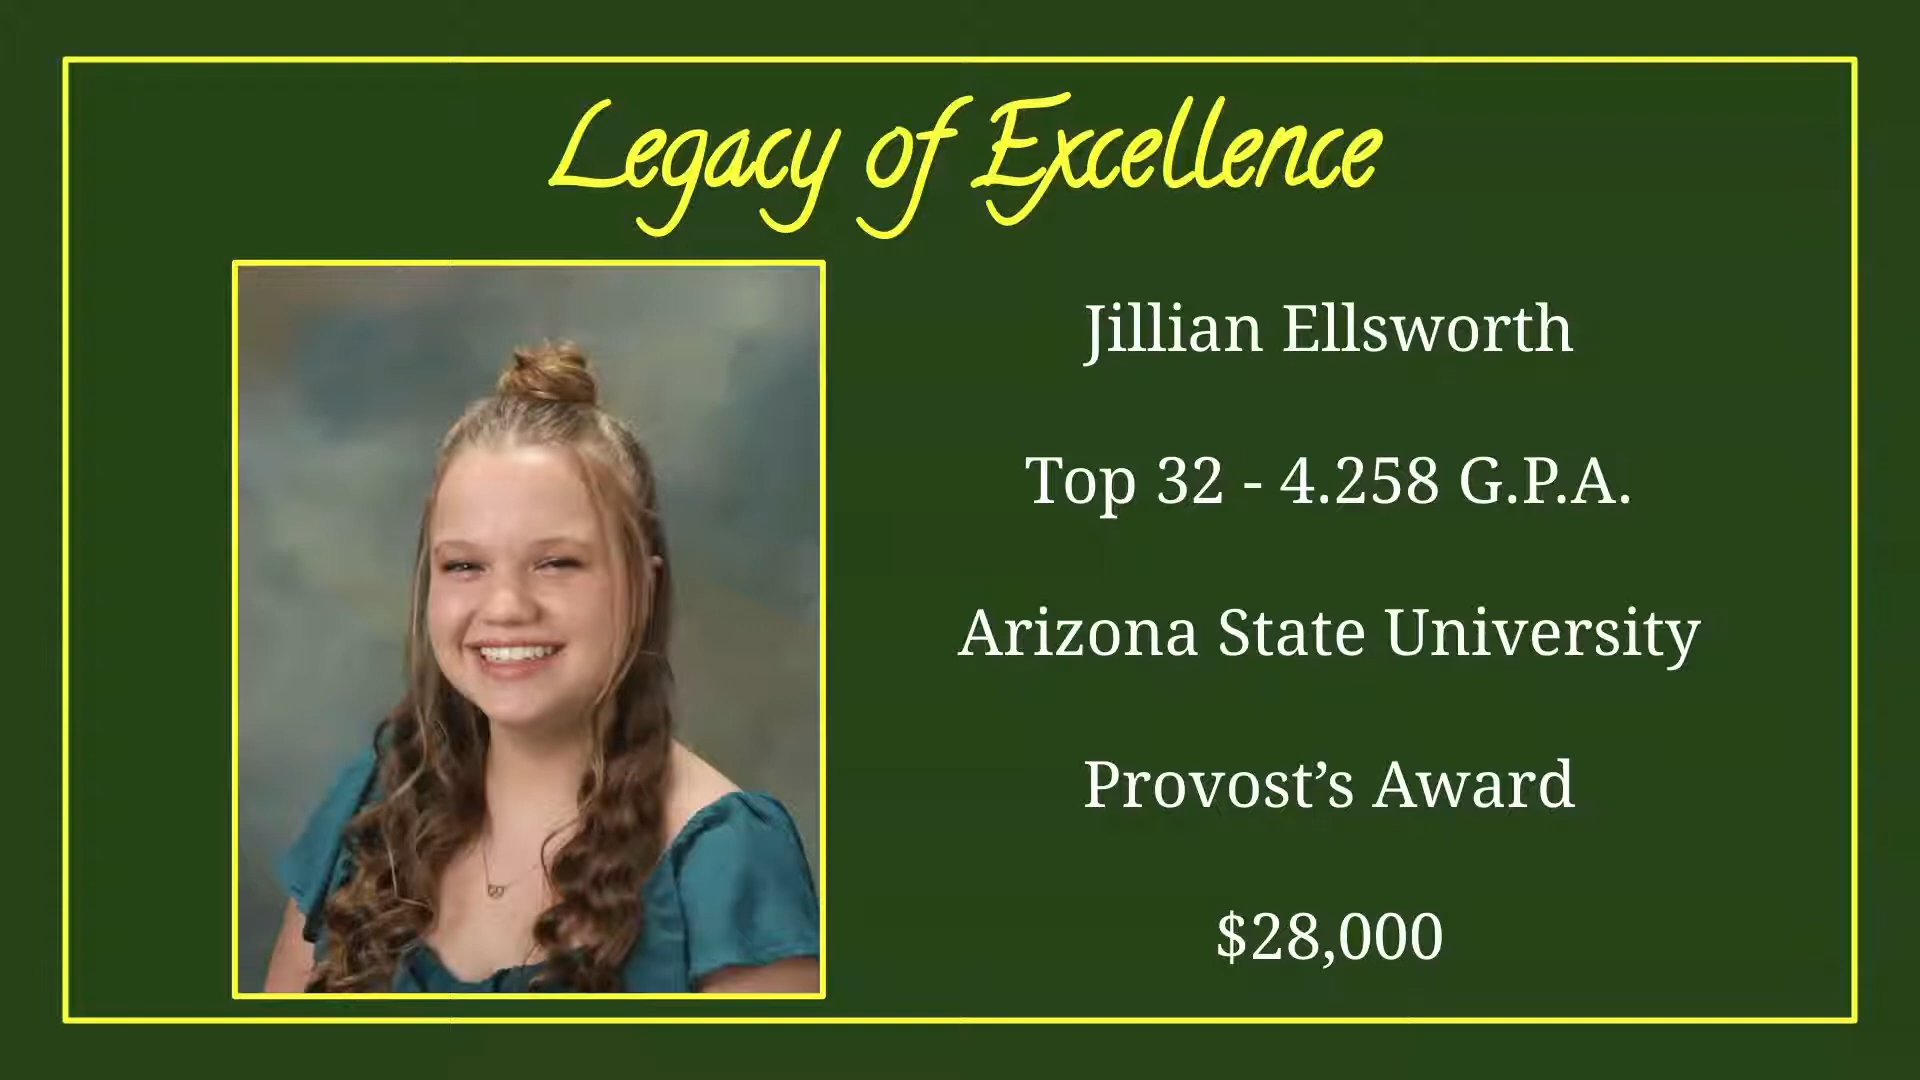 Legacy of Excellence
Jillian Ellsworth
Top 32 - 4.258 G.P.A.
Arizona State University
Provost’s Award
$28,000